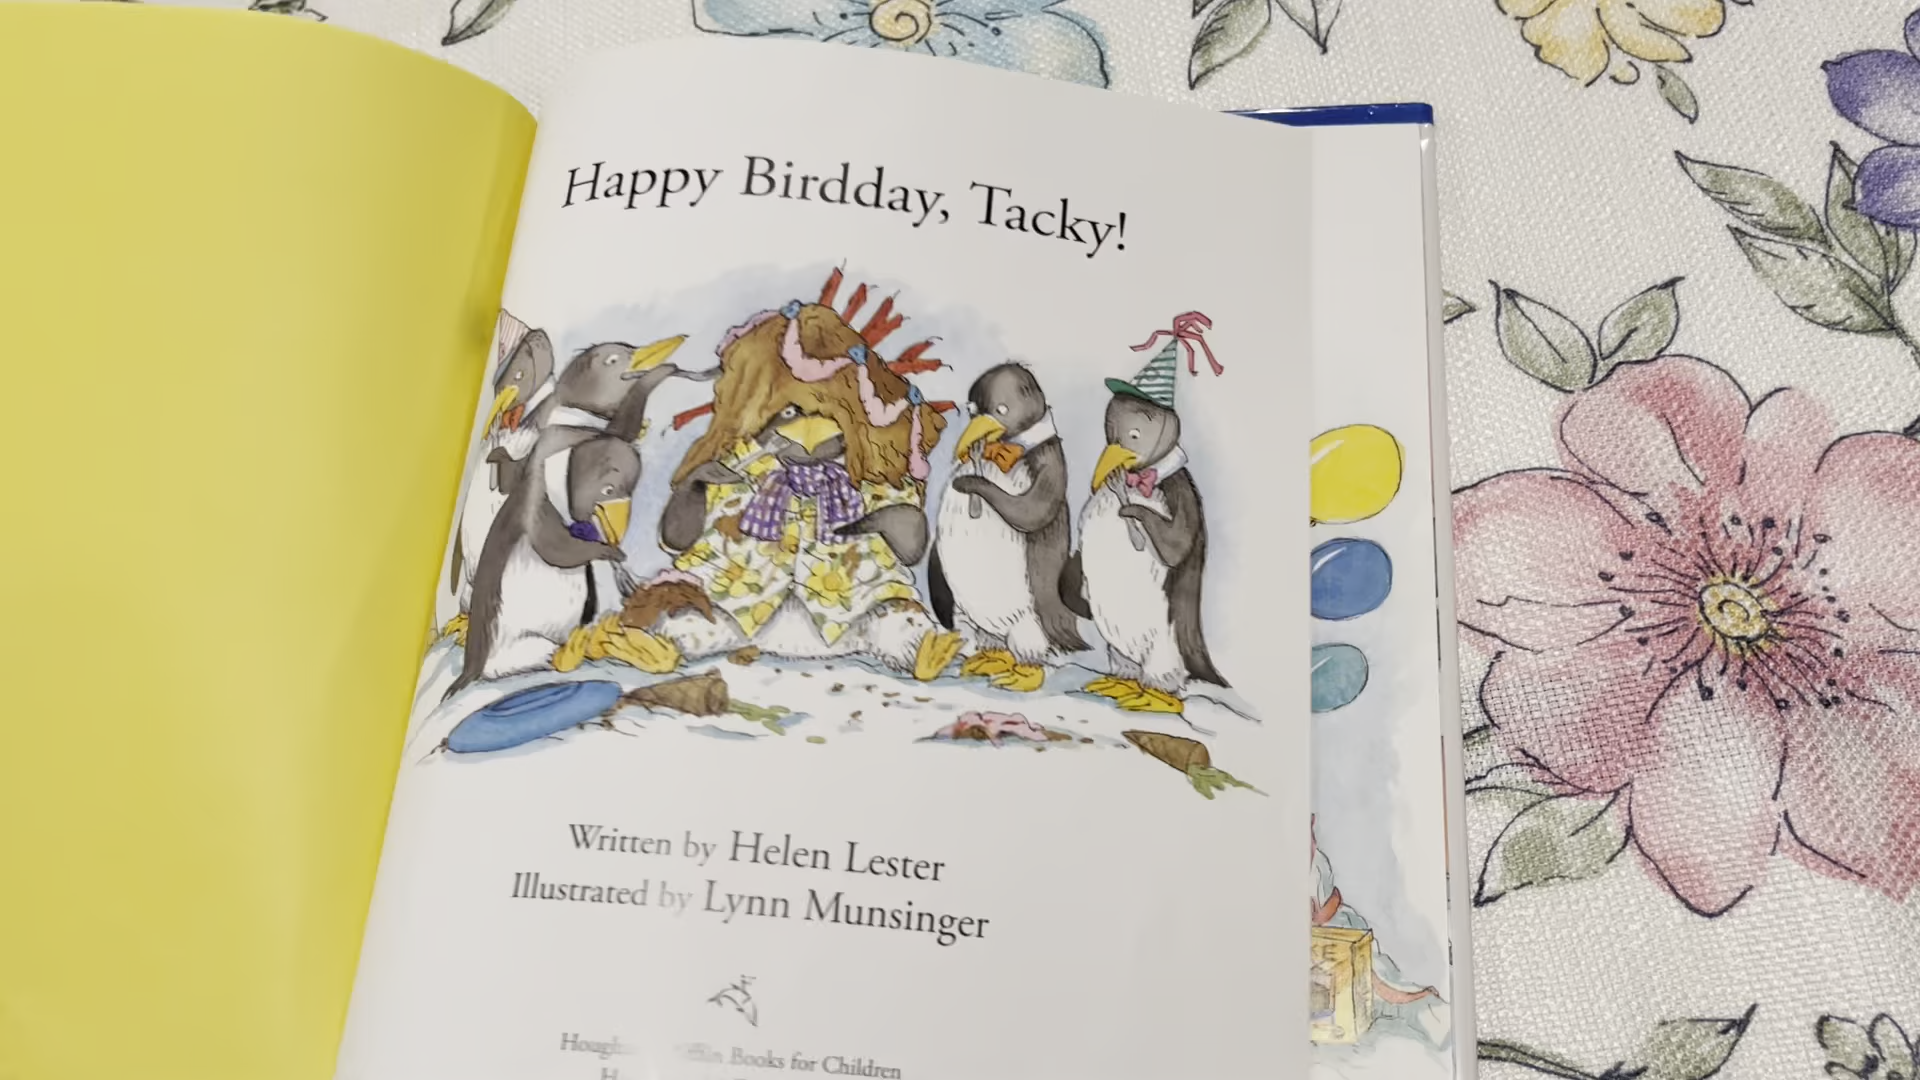 Happy Birdday, Tacky!
Written by Helen Lester
Illustrated by Lynn Munsinger
Books for Children